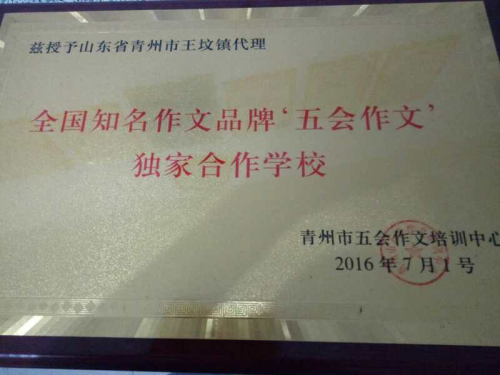 兹授予山东省青州市王坟镇代理
全国知名作文品牌‘五会作文’
独家合作学校
青州市五会作文培训中心
2016年7月1号